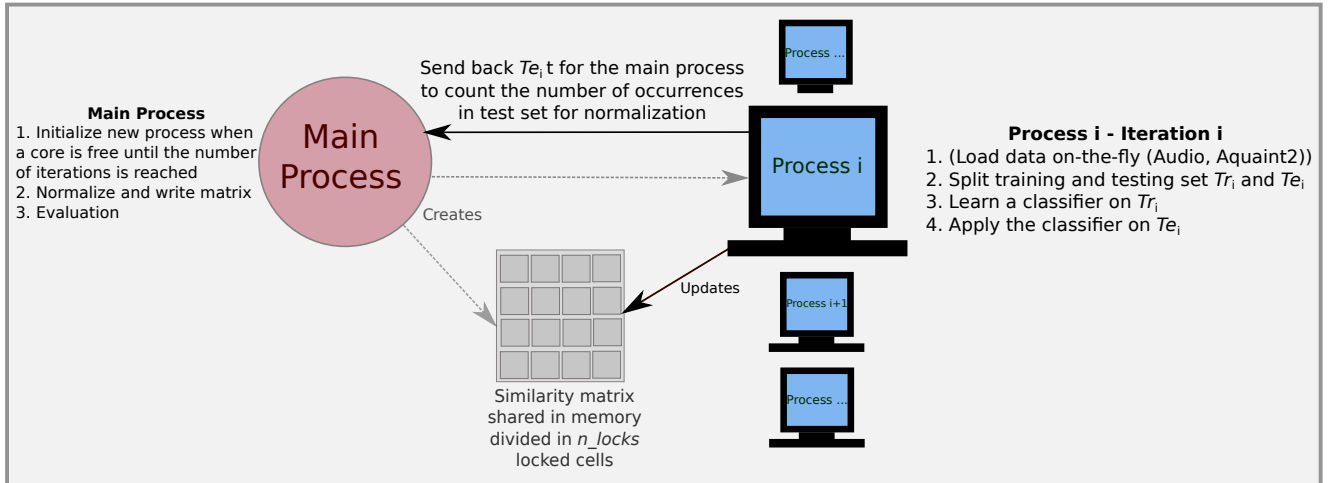 Main Process
1. Initialize new process when
a core is free until the number
of iterations is reached
2. Normalize and write matrix
3. Evaluation
Main
Process
Send back Teᵢ t for the main process
to count the number of occurrences
in test set for normalization
Creates
Updates
Similarity matrix
shared in memory
divided in n_locks
locked cells
Process ...
Process i
Process i+1
Process ...
Process i - Iteration i
1. (Load data on-the-fly (Audio, Aquaint2))
2. Split training and testing set Trᵢ and Teᵢ
3. Learn a classifier on Trᵢ
4. Apply the classifier on Teᵢ